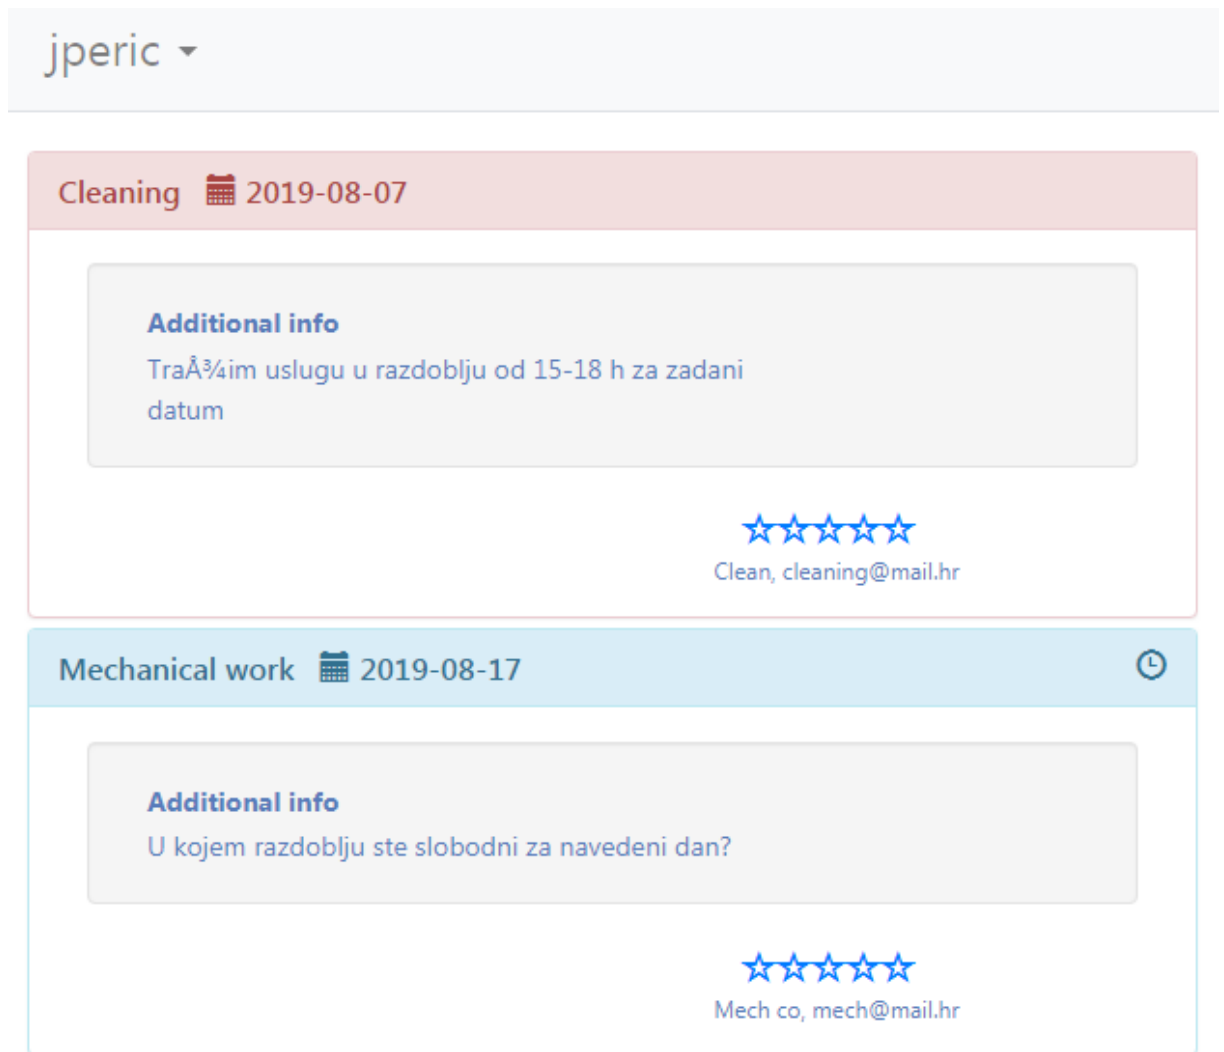 jperic
Cleaning 2019-08-07
Additional info
TraÅ¾im uslugu u razdoblju od 15-18 h za zadani
datum
Clean, cleaning@mail.hr
Mechanical work 2019-08-17
Additional info
U kojem razdoblju ste slobodni za navedeni dan?
Mech co, mech@mail.hr